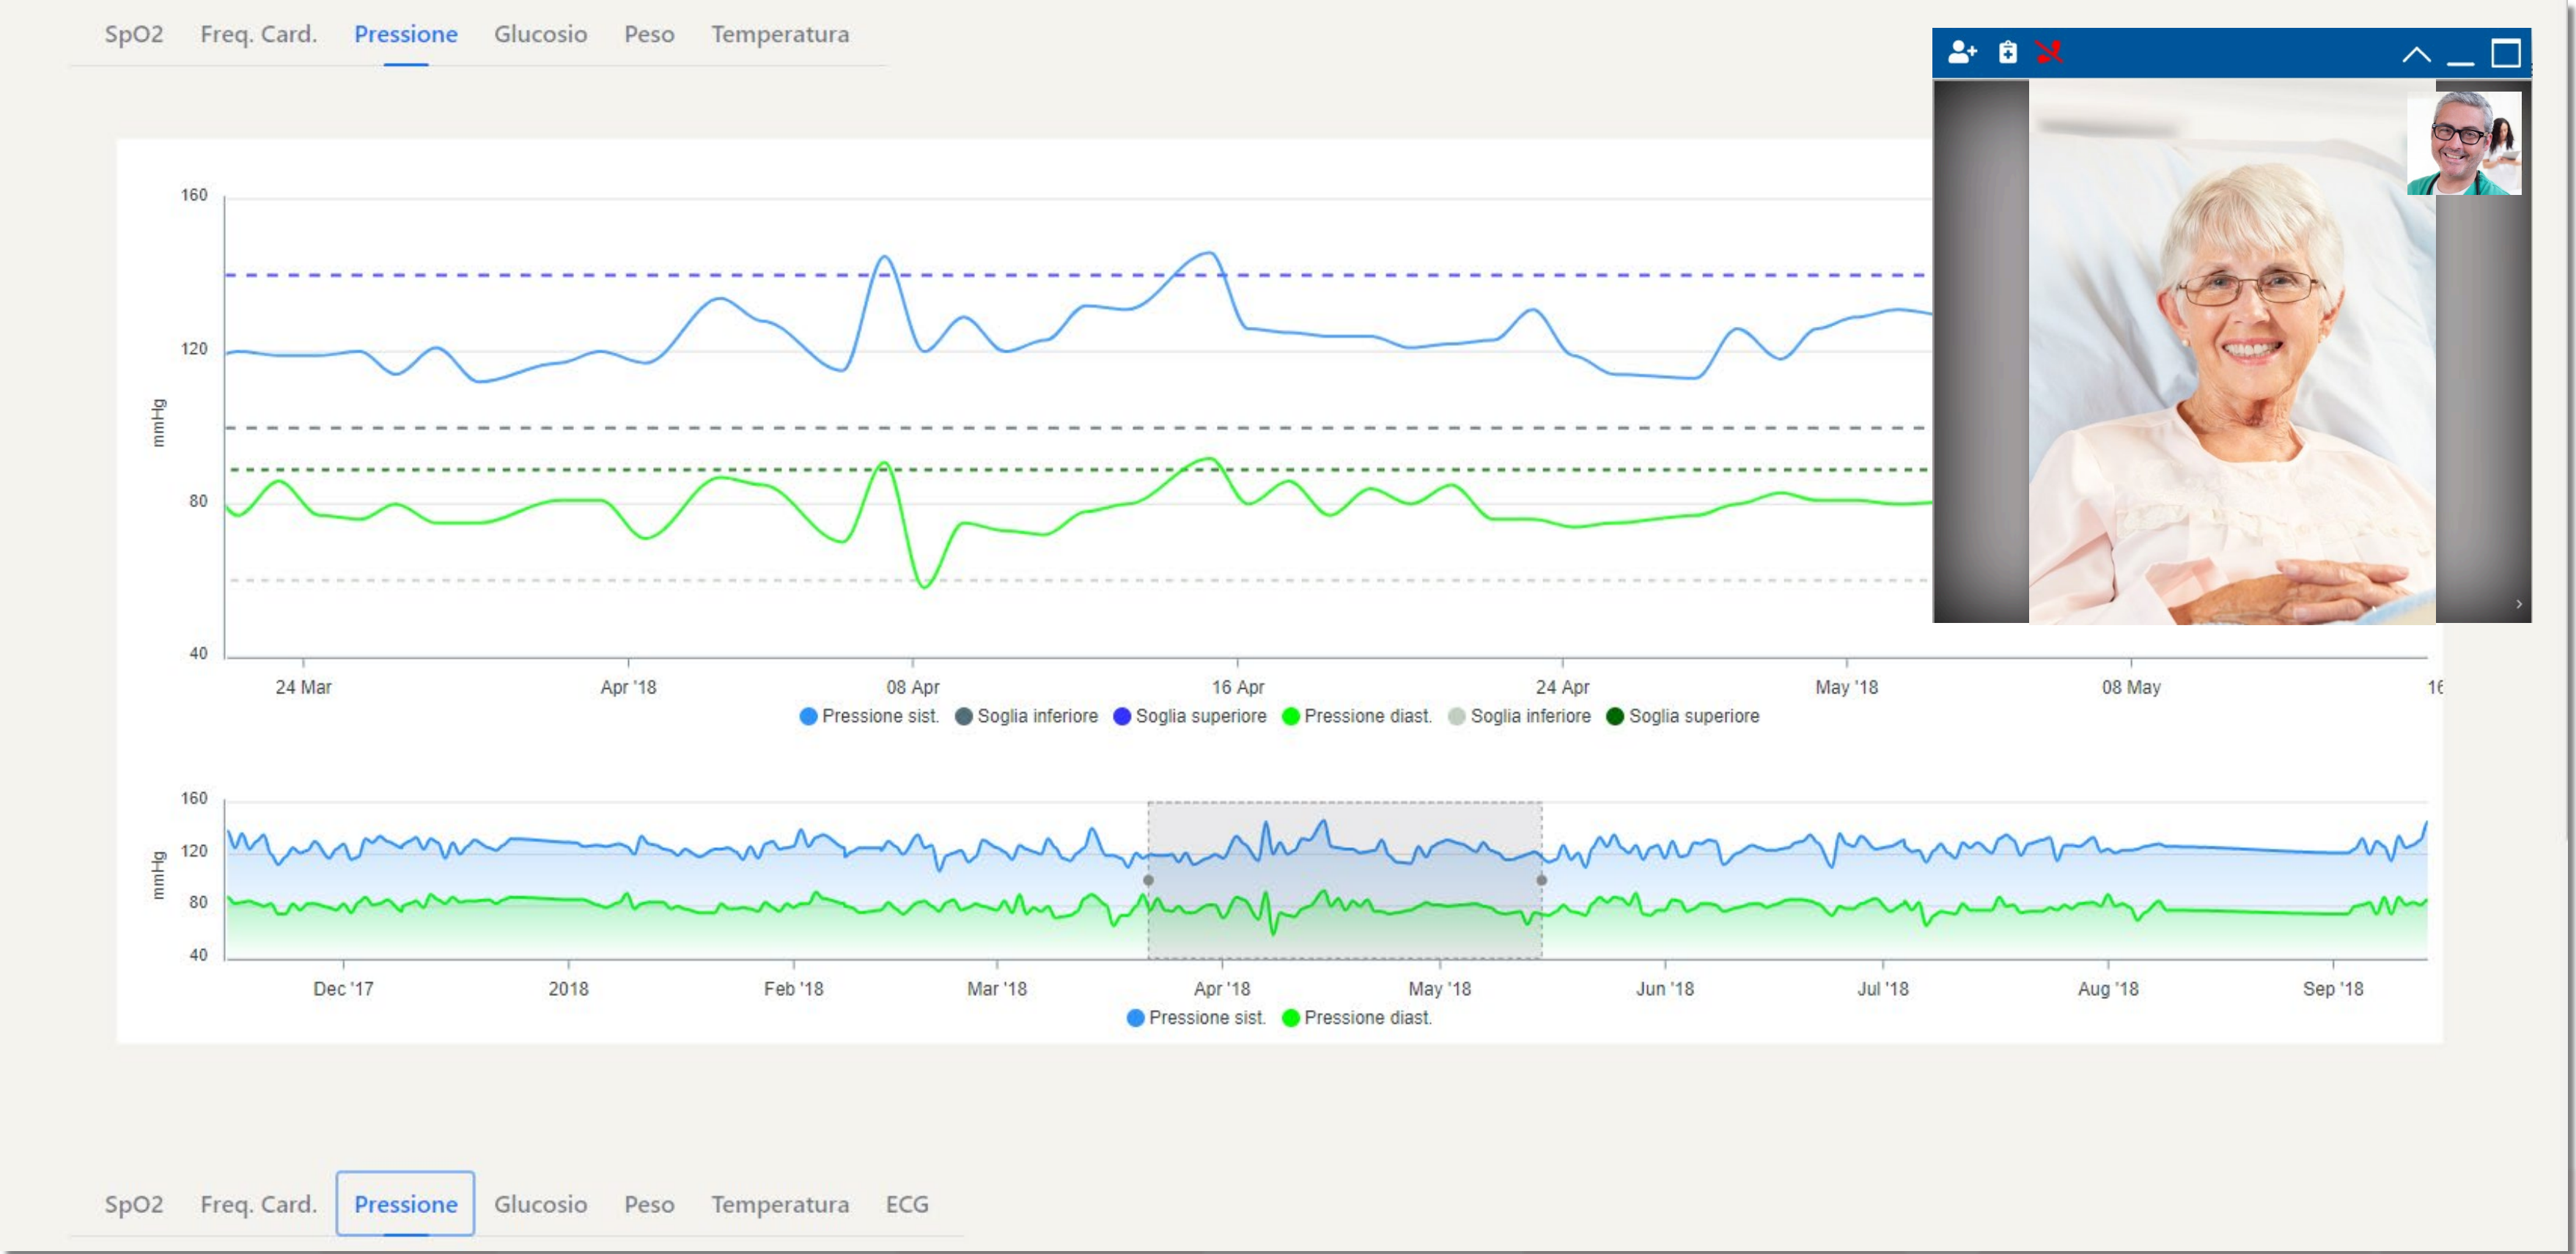 SpO2 Freq. Card. Pressione Glucosio Peso Temperatura
160
120
mmHg
80
40
24 Mar Apr '18 08 Apr 16 Apr 24 Apr May '18 08 May 16
Pressione sist. Soglia inferiore Soglia superiore Pressione diast. Soglia inferiore Soglia superiore
160
120
mmHg
80
40
Dec '17 2018 Feb '18 Mar '18 Apr '18 May '18 Jun '18 Jul '18 Aug '18 Sep '18
Pressione sist. Pressione diast.
SpO2 Freq. Card. Pressione Glucosio Peso Temperatura ECG